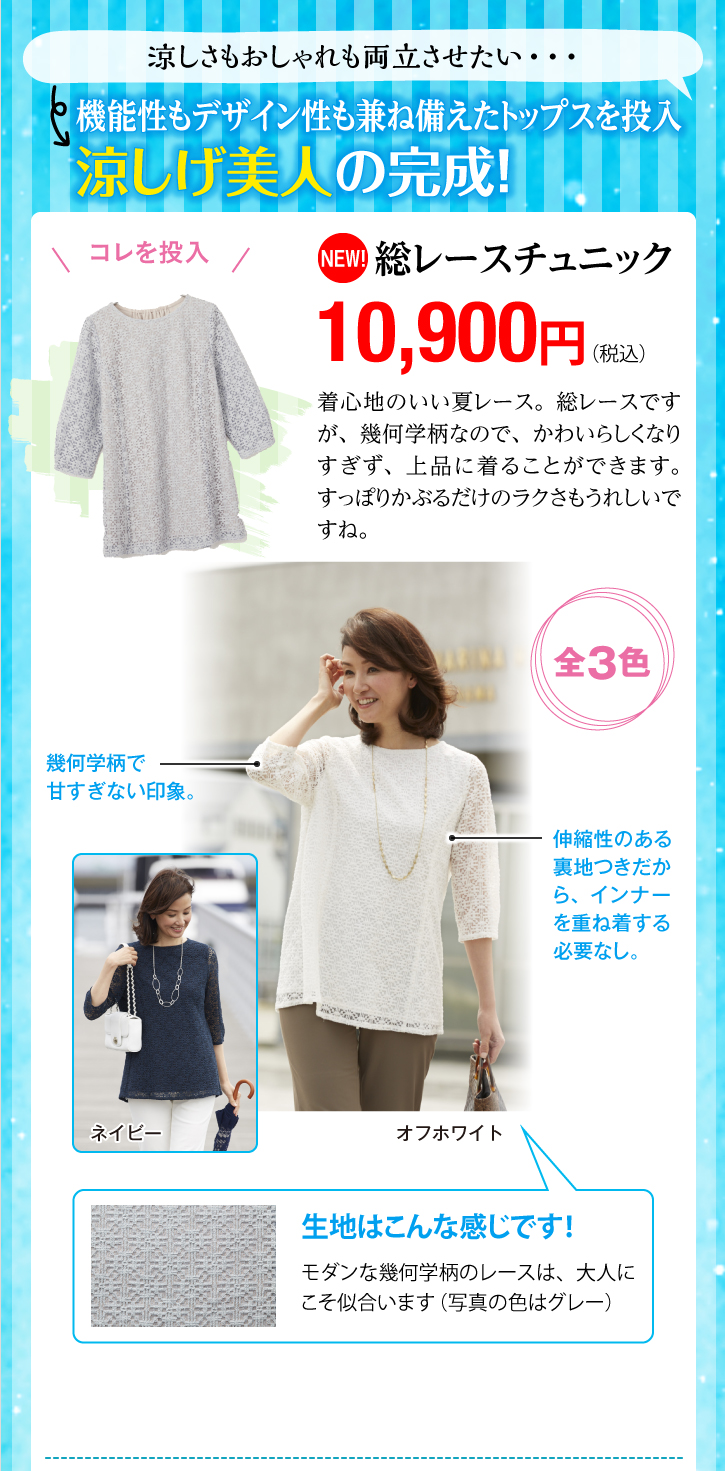 涼しさもおしゃれも両立させたい・・・
機能性もデザイン性も兼ね備えたトップスを投入
涼しげ美人の完成!
コレを投入
NEW! 総レースチュニック
10,900円(税込)
着心地のいい夏レース。総レースです
が、幾何学柄なので、かわいらしくなり
すぎず、上品に着ることができます。
すっぽりかぶるだけのラクさもうれしいで
すね。
全3色
幾何学柄で
甘すぎない印象。
伸縮性のある
裏地つきだか
ら、インナー
を重ね着する
必要なし。
ネイビー
オフホワイト
生地はこんな感じです!
モダンな幾何学柄のレースは、大人に
こそ似合います(写真の色はグレー)